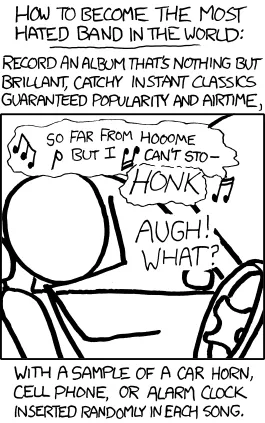 HOW TO BECOME THE MOST
HATED BAND IN THE WORLD:
RECORD AN ALBUM THAT'S NOTHING BUT
BRILLIANT, CATCHY INSTANT CLASSICS
GUARANTEED POPULARITY AND AIRTIME,
SO FAR FROM HOOOME
BUT I CAN'T STO-
HONK
AUGH!
WHAT?
WITH A SAMPLE OF A CAR HORN,
CELL PHONE, OR ALARM CLOCK
INSERTED RANDOMLY IN EACH SONG.